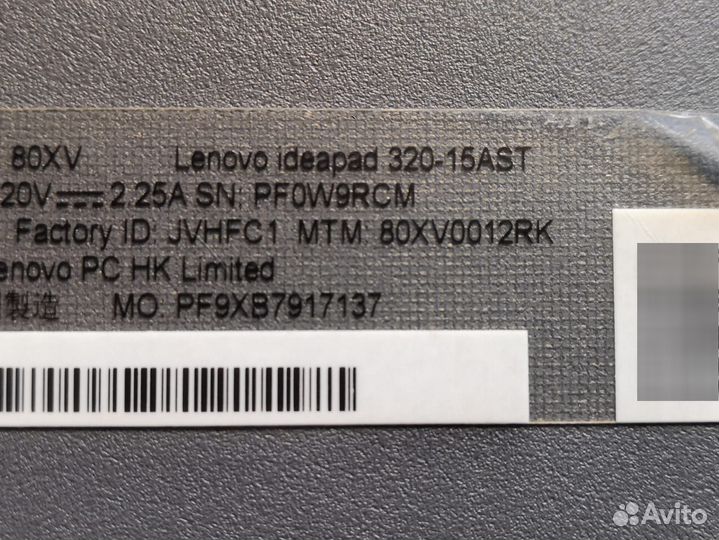 80XV Lenovo ideapad 320-15AST
20V 2.25A SN: PF0W9RCM
Factory ID: JVHFC1 MTM: 80XV0012RK
enovo PC HK Limited
製造 MO: PF9XB7917137
Avito